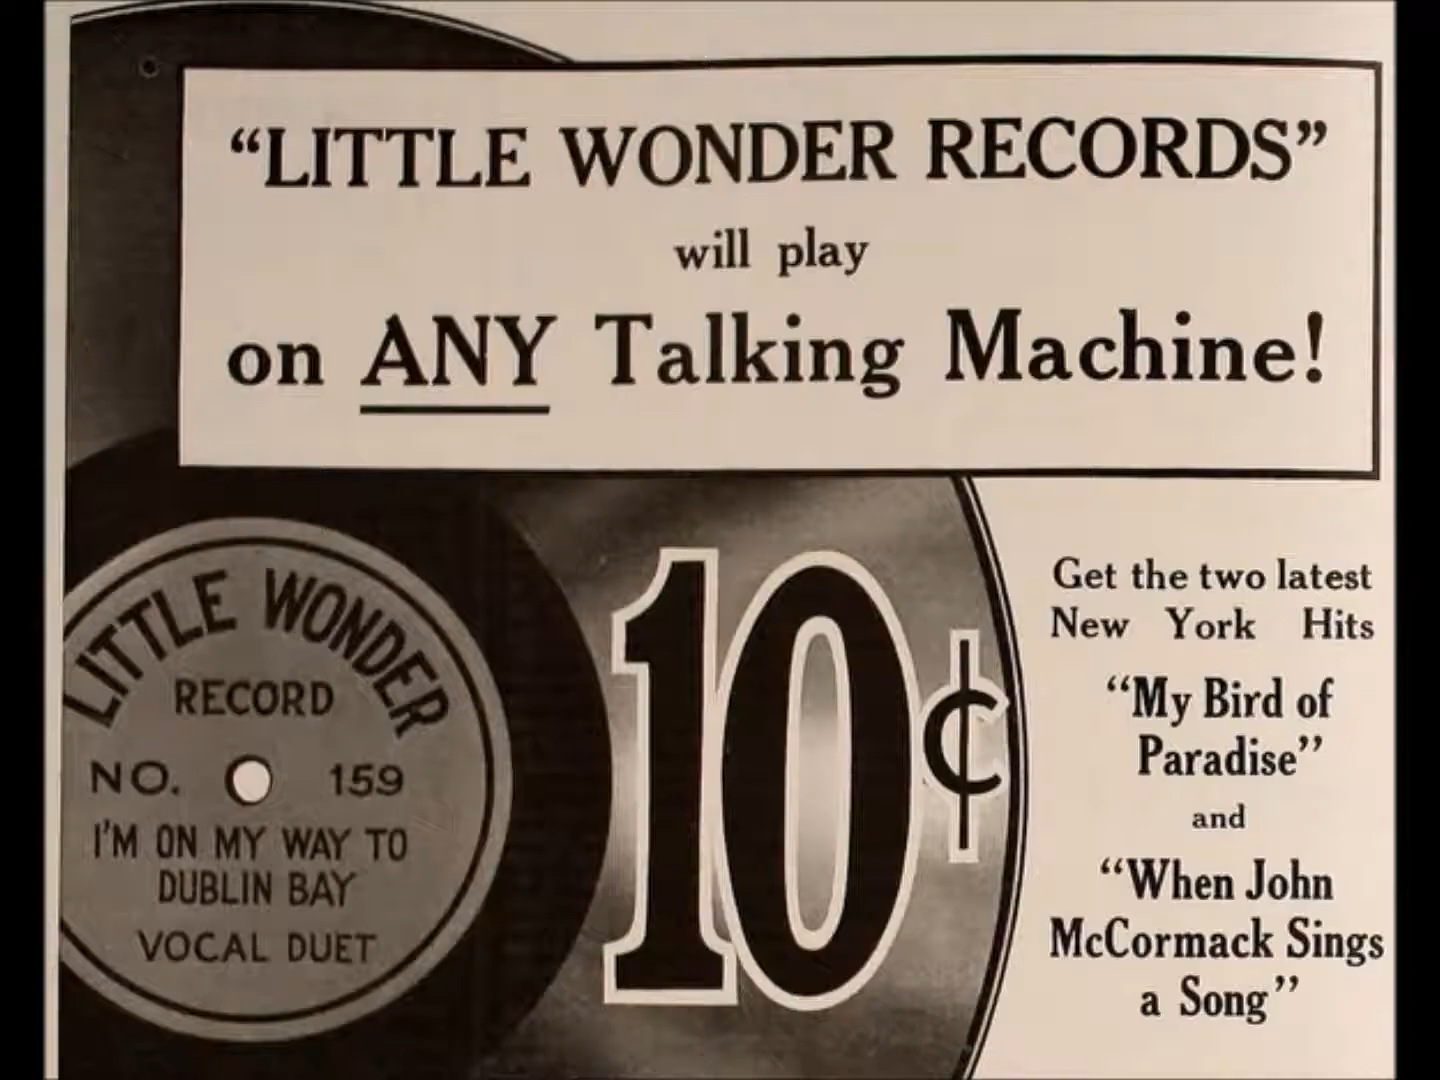 “LITTLE WONDER RECORDS”
will play
on ANY Talking Machine!
LITTLE WONDER
RECORD
NO. 159
I'M ON MY WAY TO
DUBLIN BAY
VOCAL DUET
10¢
Get the two latest
New York Hits
“My Bird of
Paradise”
and
“When John
McCormack Sings
a Song”